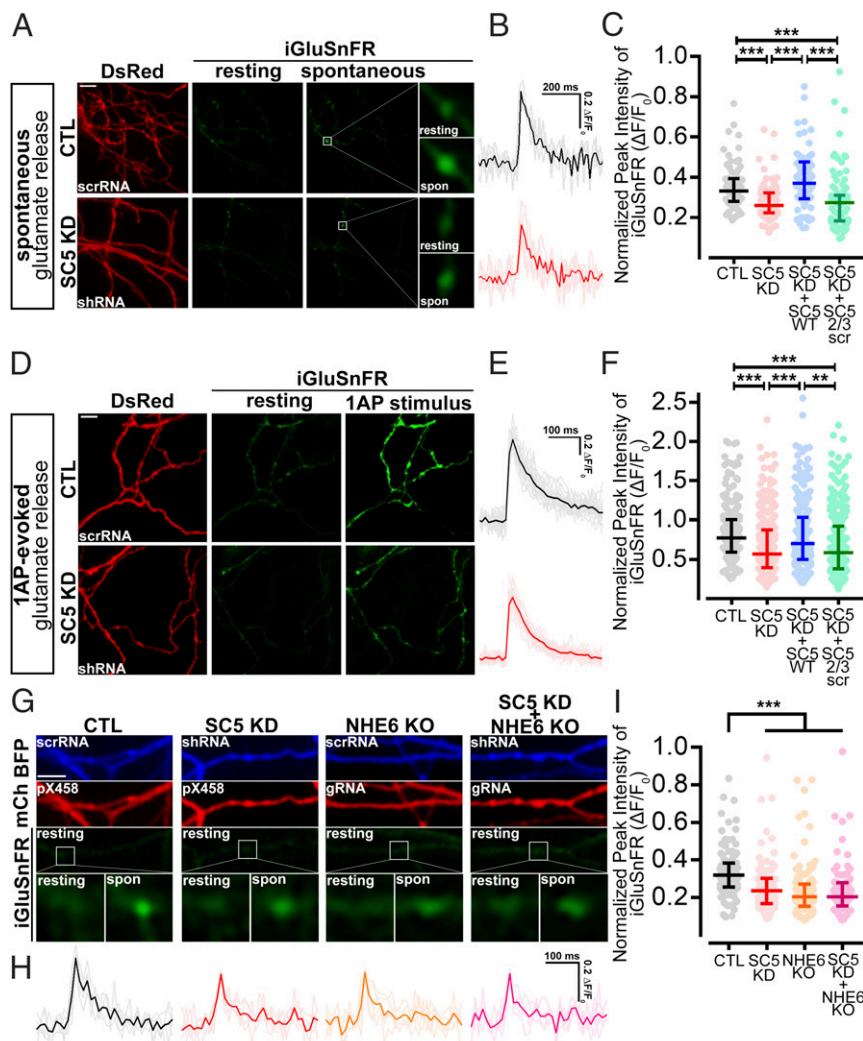 A
iGluSnFR
DsRed
resting
spontaneous
spontaneous
glutamate release
CTL
SC5 KD
scrRNA
shRNA
resting
spon
resting
spon
B
200 ms
0.2 ΔF/F0
C
Normalized Peak Intensity of
iGluSnFR (ΔF/F0)
1.0
0.8
0.6
0.4
0.2
***
*** *** ***
CTL
SC5
KD
SC5
KD
+
SC5
WT
SC5
KD
+
SC5
2/3
scr
D
iGluSnFR
DsRed
resting
1AP stimulus
1AP-evoked
glutamate release
CTL
SC5 KD
scrRNA
shRNA
E
100 ms
0.2 ΔF/F0
F
Normalized Peak Intensity of
iGluSnFR (ΔF/F0)
2.5
2.0
1.5
1.0
0.5
***
*** *** **
CTL
SC5
KD
SC5
KD
+
SC5
WT
SC5
KD
+
SC5
2/3
scr
G
CTL
SC5 KD
NHE6 KO
SC5 KD
+
NHE6 KO
BFP
scrRNA
shRNA
scrRNA
shRNA
mCh
pX458
pX458
gRNA
gRNA
iGluSnFR
resting
resting
resting
resting
resting
spon
resting
spon
resting
spon
resting
spon
H
100 ms
0.2 ΔF/F0
I
Normalized Peak Intensity of
iGluSnFR (ΔF/F0)
1.0
0.8
0.6
0.4
0.2
***
CTL
SC5
KD
NHE6
KO
SC5
KD
+
NHE6
KO